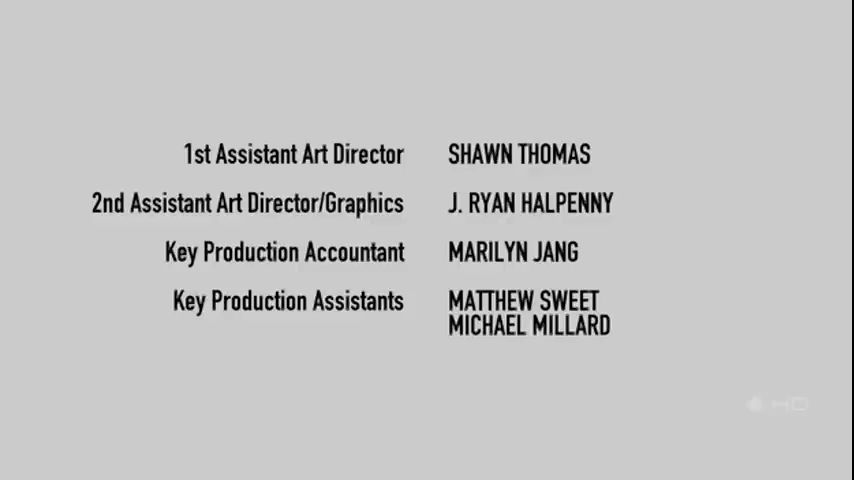 1st Assistant Art Director SHAWN THOMAS
2nd Assistant Art Director/Graphics J. RYAN HALPENNY
Key Production Accountant MARILYN JANG
Key Production Assistants MATTHEW SWEET
MICHAEL MILLARD
HD